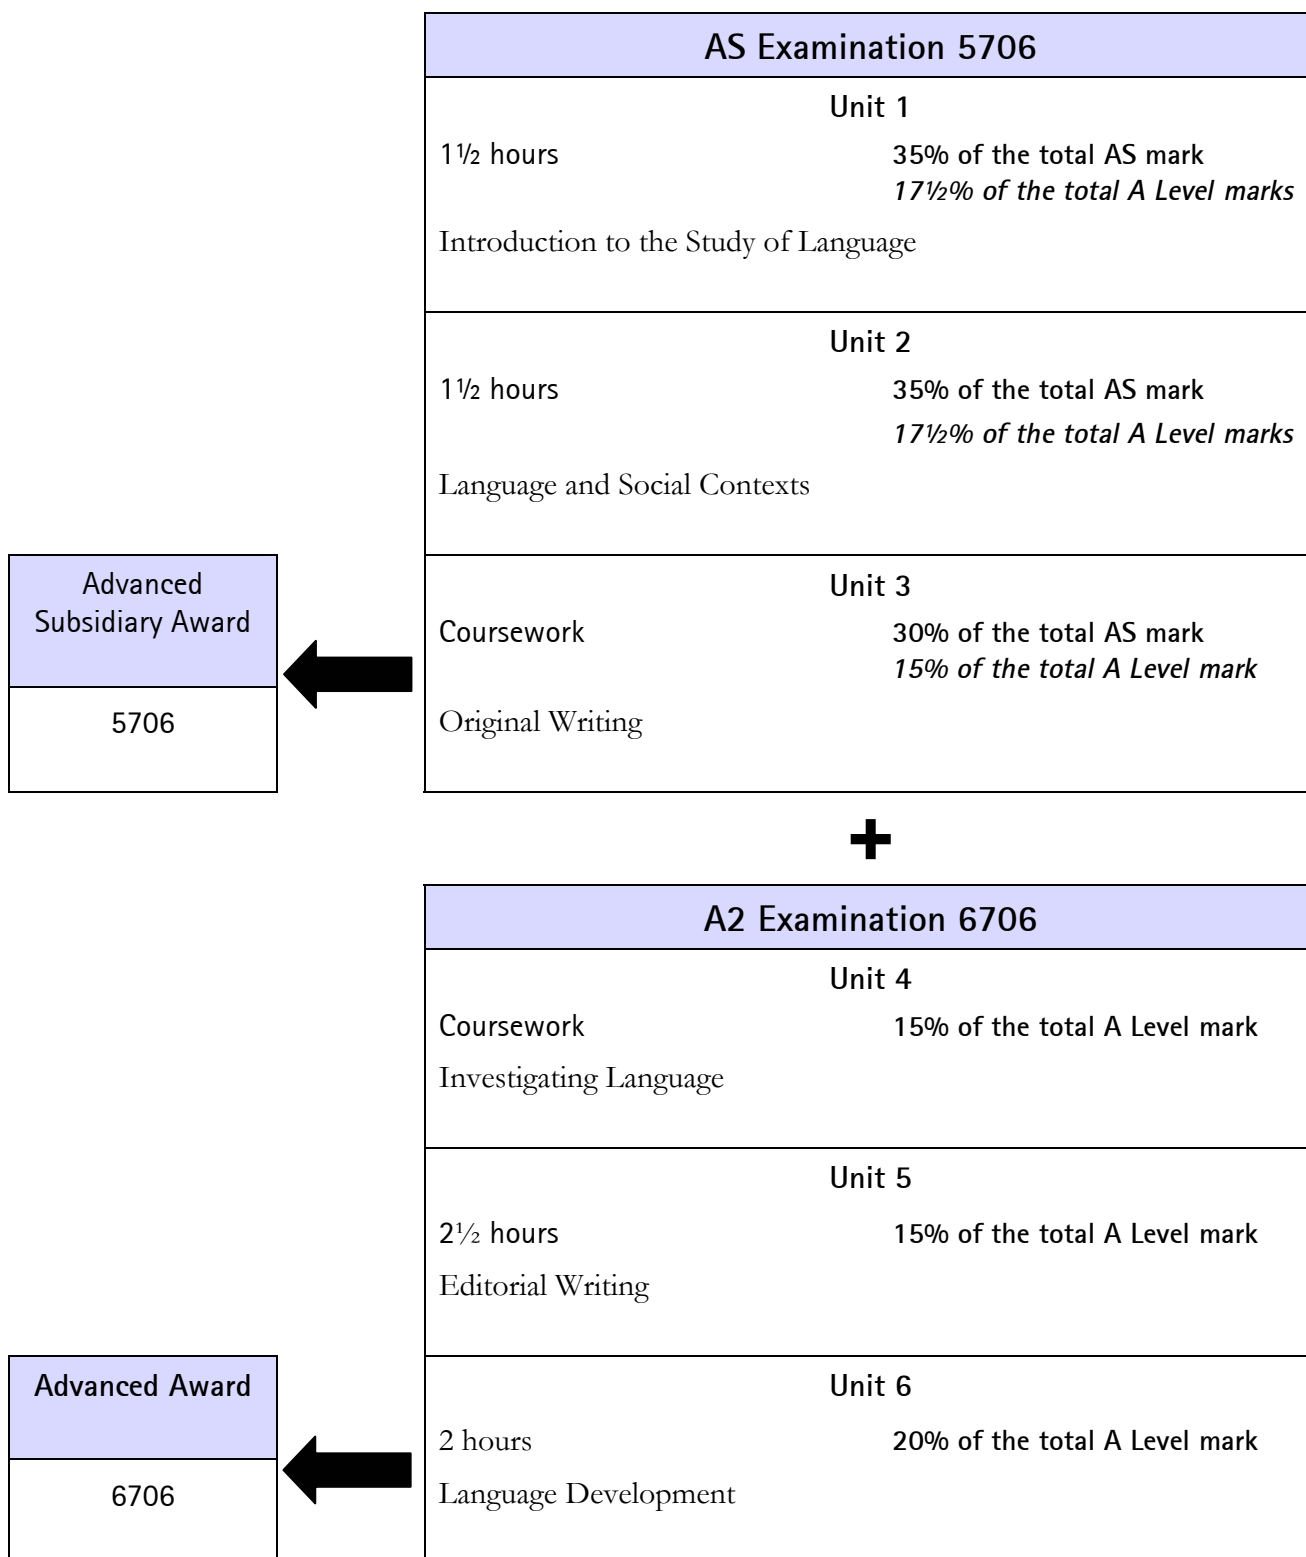 AS Examination 5706
Unit 1
1½ hours 35% of the total AS mark
17½% of the total A Level marks
Introduction to the Study of Language
Unit 2
1½ hours 35% of the total AS mark
17½% of the total A Level marks
Language and Social Contexts
Advanced
Subsidiary Award
5706
Unit 3
Coursework 30% of the total AS mark
15% of the total A Level mark
Original Writing
+
A2 Examination 6706
Unit 4
Coursework 15% of the total A Level mark
Investigating Language
Unit 5
2½ hours 15% of the total A Level mark
Editorial Writing
Advanced Award
6706
Unit 6
2 hours 20% of the total A Level mark
Language Development